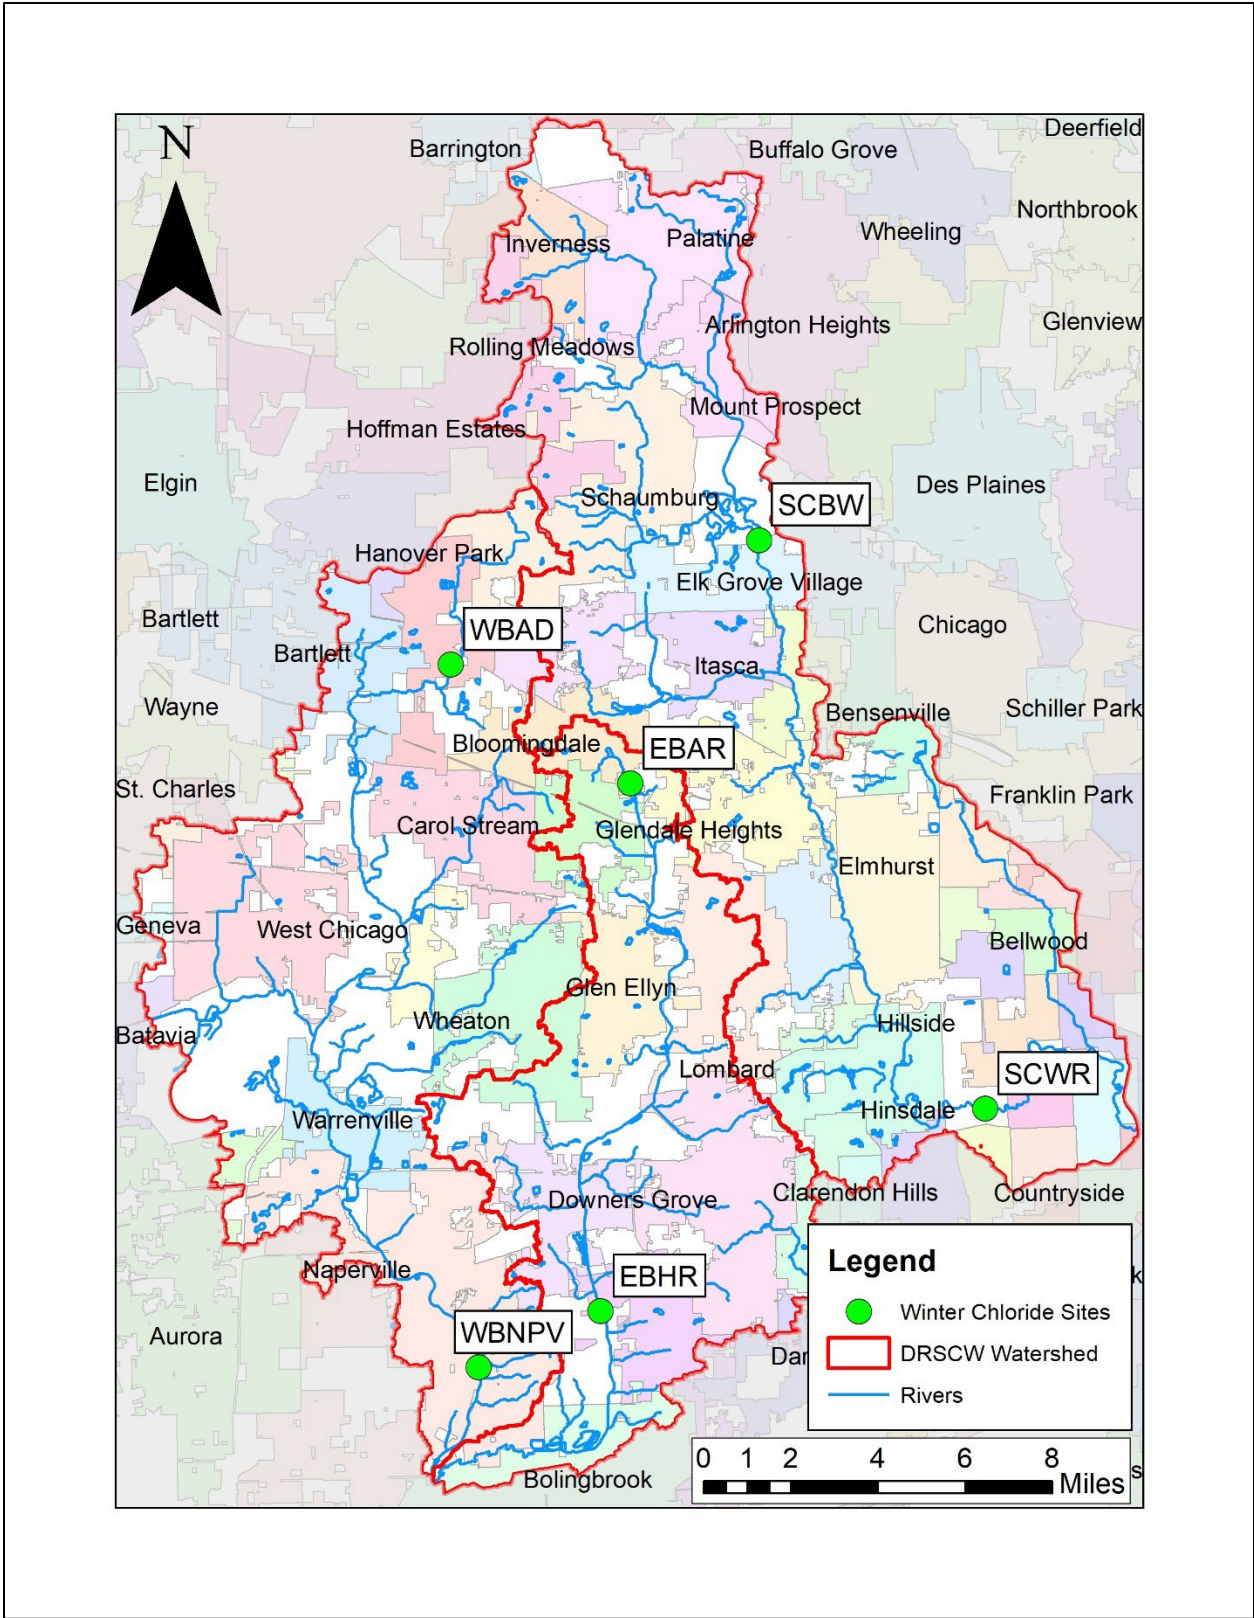 Deerfield
N
Barrington
Buffalo Grove
Northbrook
Inverness
Palatine
Wheeling
Arlington Heights
Glenview
Rolling Meadows
Mount Prospect
Hoffman Estates
Elgin
Schaumburg
SCBW
Des Plaines
Hanover Park
Elk Grove Village
Bartlett
WBAD
Chicago
Bartlett
Itasca
Wayne
Bensenville
Schiller Park
Bloomingdale
EBAR
St. Charles
Franklin Park
Carol Stream
Glendale Heights
Elmhurst
Geneva
West Chicago
Bellwood
Glen Ellyn
Batavia
Wheaton
Hillside
Lombard
SCWR
Warrenville
Hinsdale
Downers Grove
Clarendon Hills
Countryside
Naperville
EBHR
Legend
k
Winter Chloride Sites
Aurora
WBNPV
Dar
DRSCW Watershed
Rivers
0 1 2 4 6 8
Miles
s
Bolingbrook